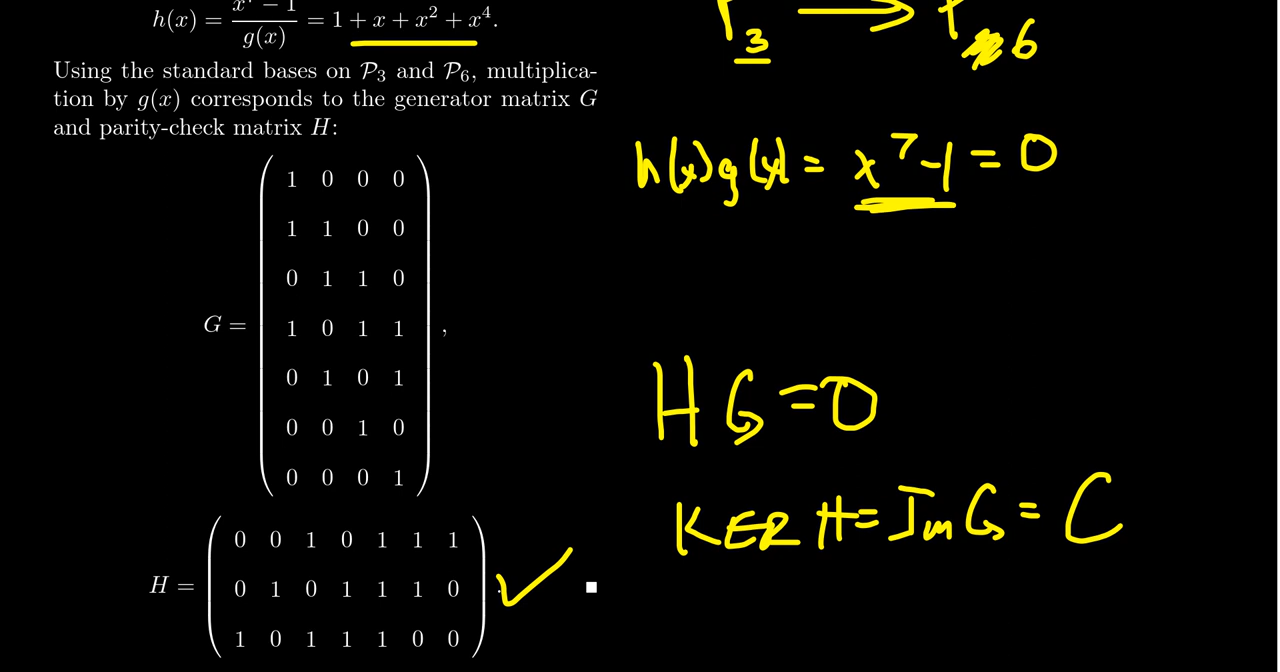 h(x) = (x⁷ − 1)/g(x) = 1 + x + x² + x⁴.
Using the standard bases on 𝒫₃ and 𝒫₆, multiplica-
tion by g(x) corresponds to the generator matrix G
and parity-check matrix H:
1 0 0 0
1 1 0 0
0 1 1 0
G = 1 0 1 1 ,
0 1 0 1
0 0 1 0
0 0 0 1
0 0 1 0 1 1 1
H = 0 1 0 1 1 1 0 .
1 0 1 1 1 0 0
P₃ → P₆
h(x)g(x) = x⁷-1 = 0
HG=0
KER H = Im G = C